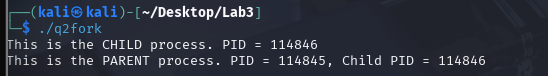 ┌──(kali㉿kali)-[~/Desktop/Lab3]
└─$ ./q2fork
This is the CHILD process. PID = 114846
This is the PARENT process. PID = 114845, Child PID = 114846